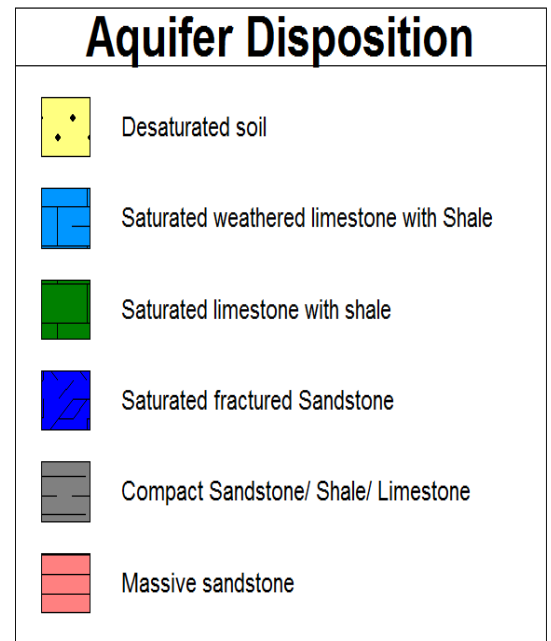 Aquifer Disposition
Desaturated soil
Saturated weathered limestone with Shale
Saturated limestone with shale
Saturated fractured Sandstone
Compact Sandstone/ Shale/ Limestone
Massive sandstone